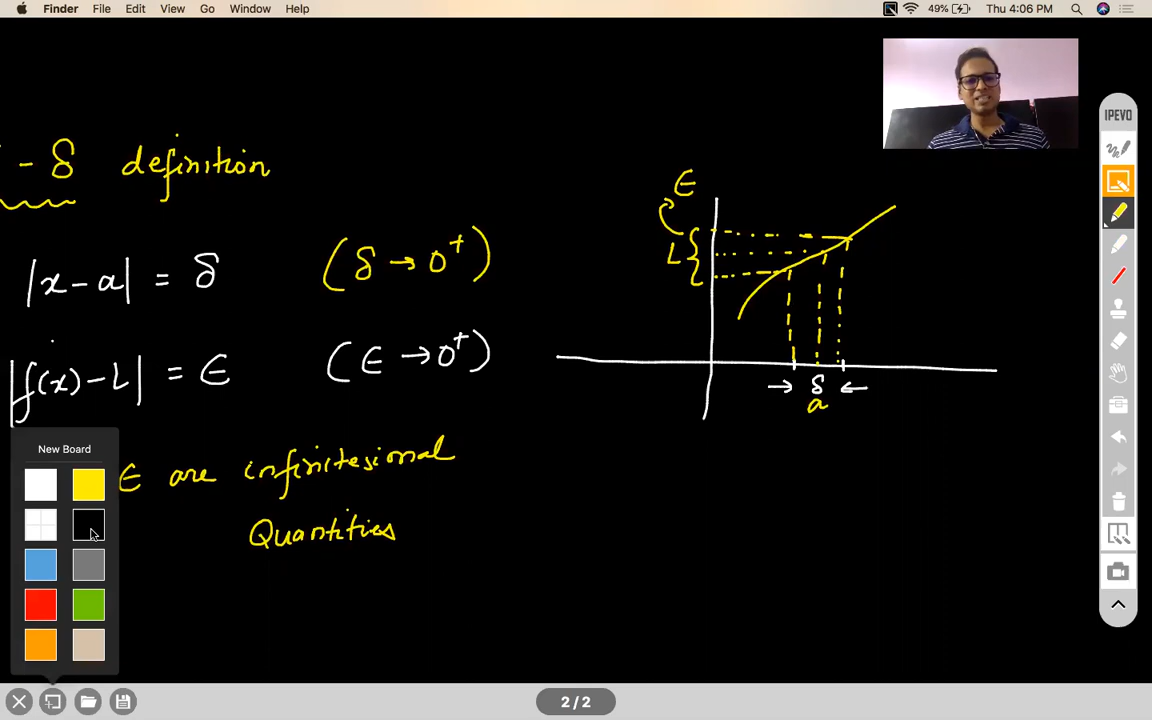 Finder File Edit View Go Window Help 49% Thu 4:06 PM
- δ definition
|x-a| = δ (δ → 0⁺)
|f(x)-L| = ϵ (ϵ → 0⁺)
ϵ are infinitesional
Quantities
ϵ
L
δ
a
IPEVO
New Board
2/2